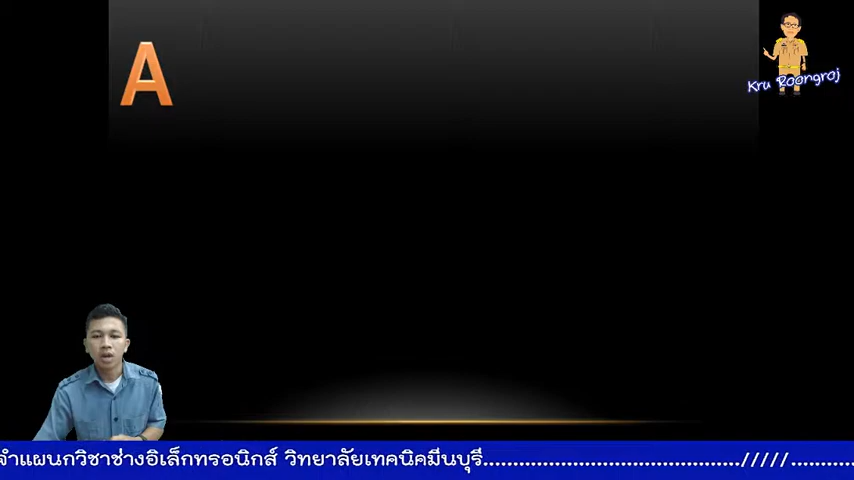 A
Kru Roongroj
จำแผนกวิชาช่างอิเล็กทรอนิกส์ วิทยาลัยเทคนิคมีนบุรี............................................/////...........